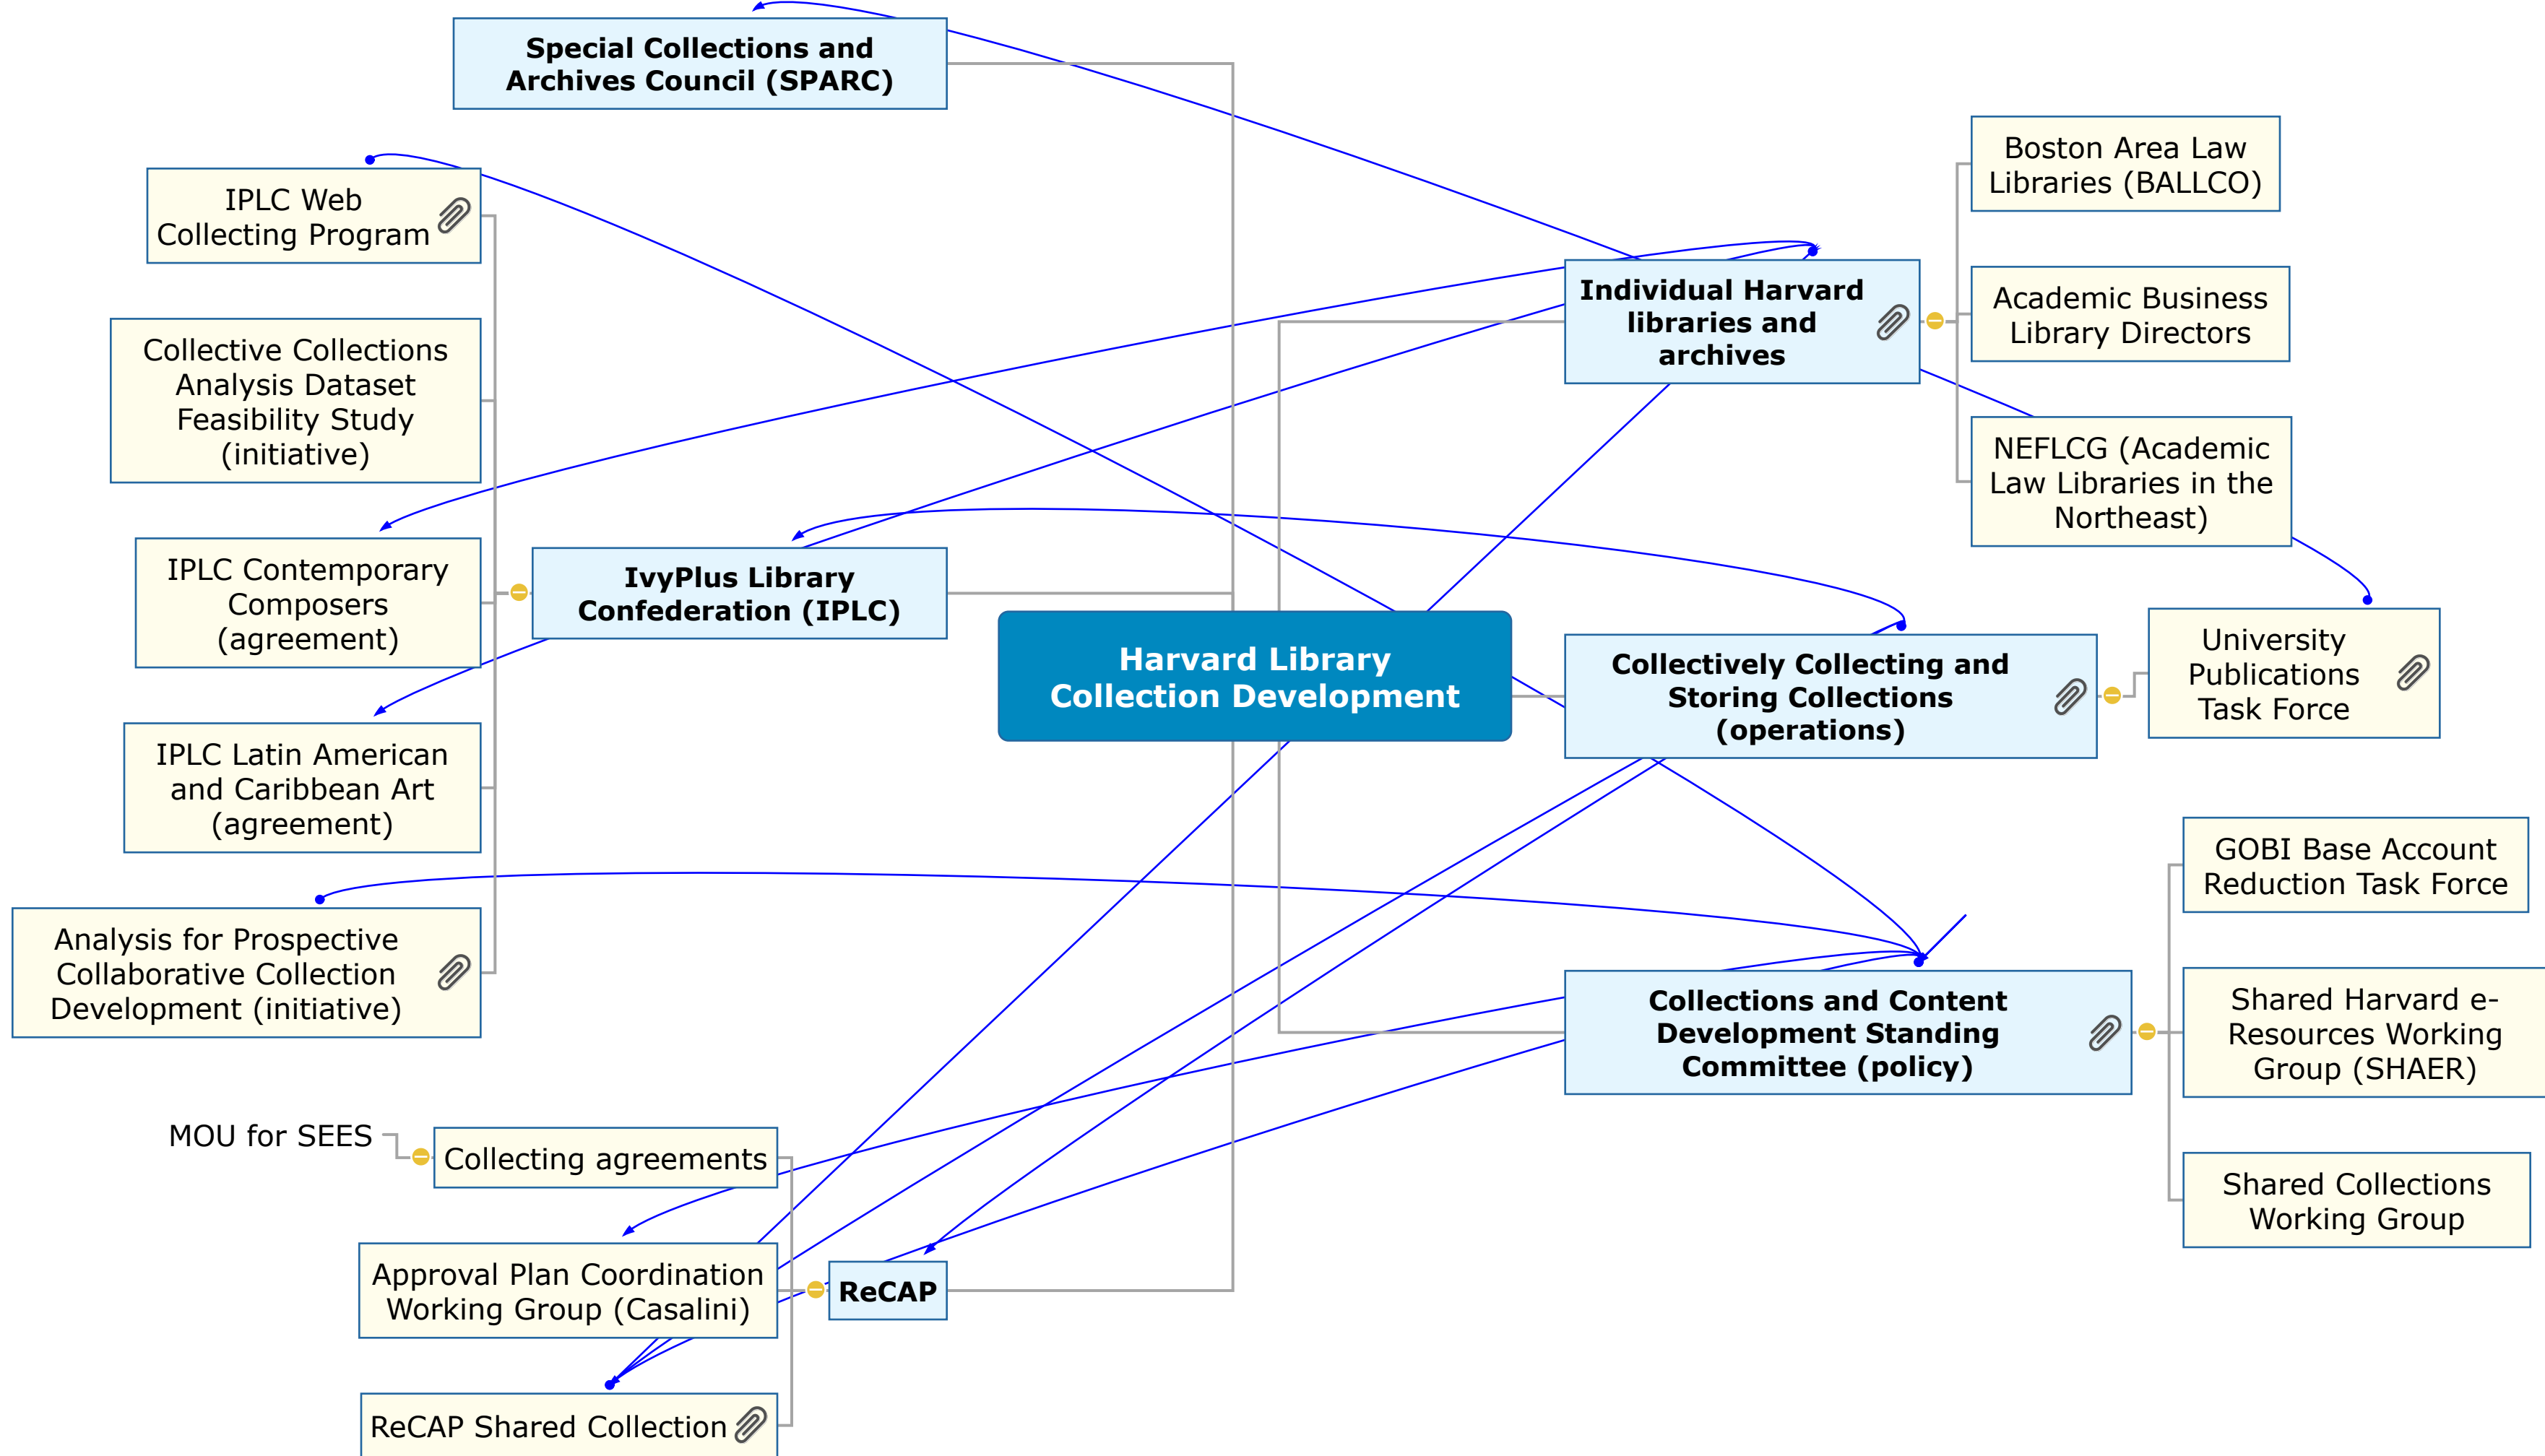 Special Collections and
Archives Council (SPARC)
IPLC Web
Collecting Program
Collective Collections
Analysis Dataset
Feasibility Study
(initiative)
IPLC Contemporary
Composers
(agreement)
IPLC Latin American
and Caribbean Art
(agreement)
Analysis for Prospective
Collaborative Collection
Development (initiative)
IvyPlus Library
Confederation (IPLC)
MOU for SEES
Collecting agreements
Approval Plan Coordination
Working Group (Casalini)
ReCAP Shared Collection
ReCAP
Harvard Library
Collection Development
Individual Harvard
libraries and
archives
Boston Area Law
Libraries (BALLCO)
Academic Business
Library Directors
NEFLCG (Academic
Law Libraries in the
Northeast)
Collectively Collecting and
Storing Collections
(operations)
University
Publications
Task Force
Collections and Content
Development Standing
Committee (policy)
GOBI Base Account
Reduction Task Force
Shared Harvard e-
Resources Working
Group (SHAER)
Shared Collections
Working Group